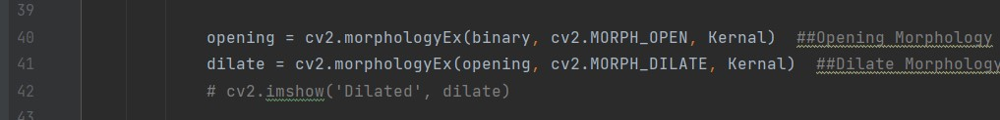 39
40 opening = cv2.morphologyEx(binary, cv2.MORPH_OPEN, Kernal) ##Opening Morphology
41 dilate = cv2.morphologyEx(opening, cv2.MORPH_DILATE, Kernal) ##Dilate Morphology
42 # cv2.imshow('Dilated', dilate)
43